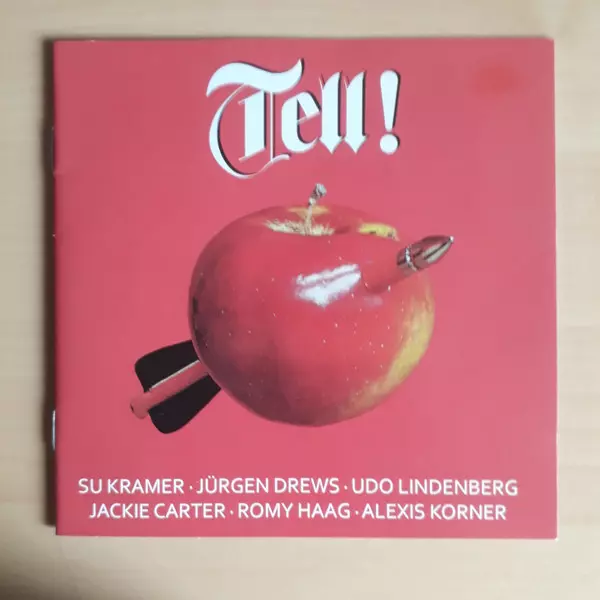 Tell!
SU KRAMER · JÜRGEN DREWS · UDO LINDENBERG
JACKIE CARTER · ROMY HAAG · ALEXIS KORNER